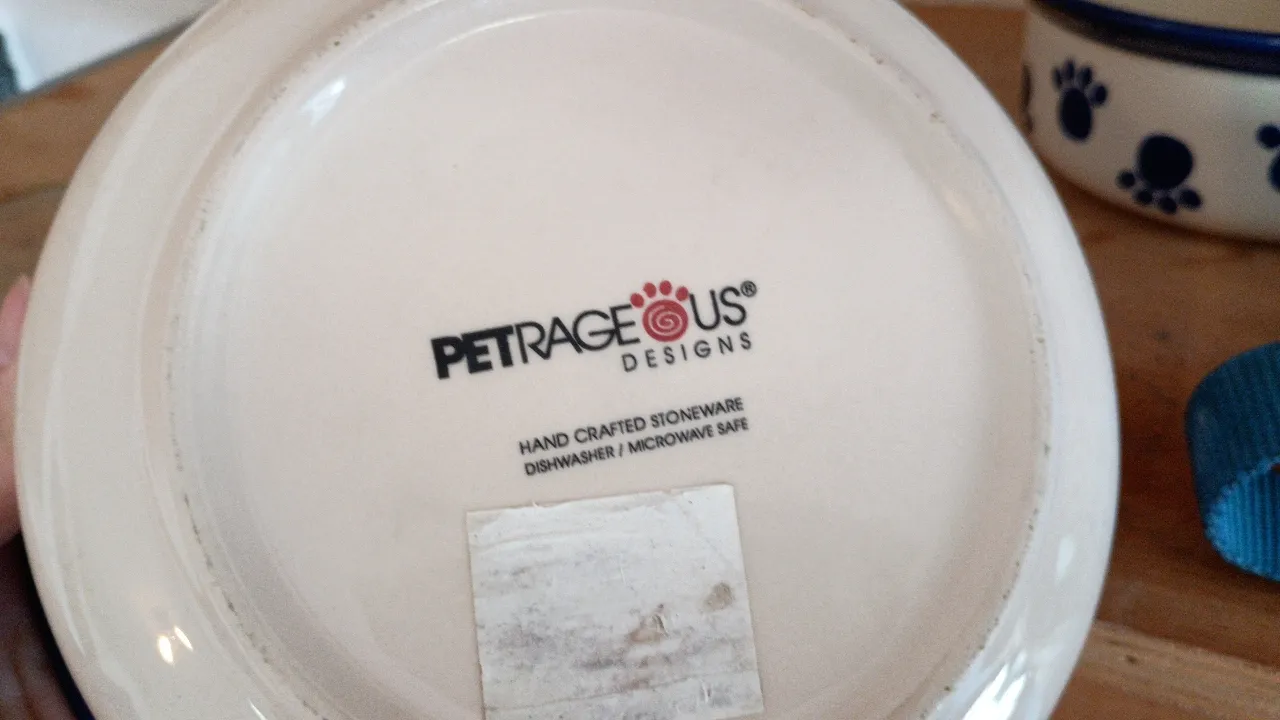 PETRAGEOUS®
DESIGNS
HAND CRAFTED STONEWARE
DISHWASHER / MICROWAVE SAFE